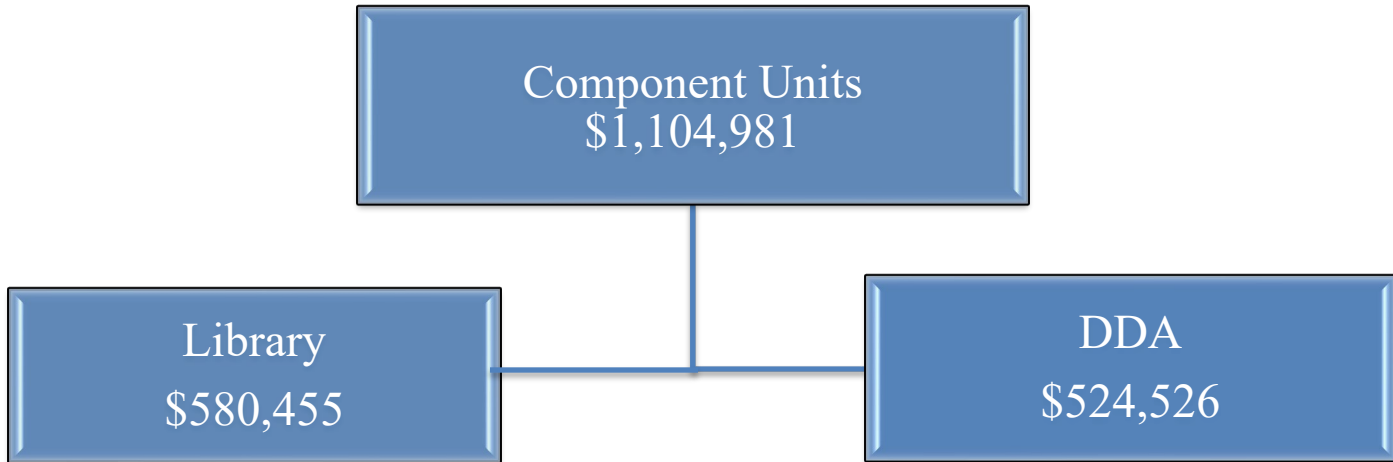 Component Units
$1,104,981
Library
$580,455
DDA
$524,526